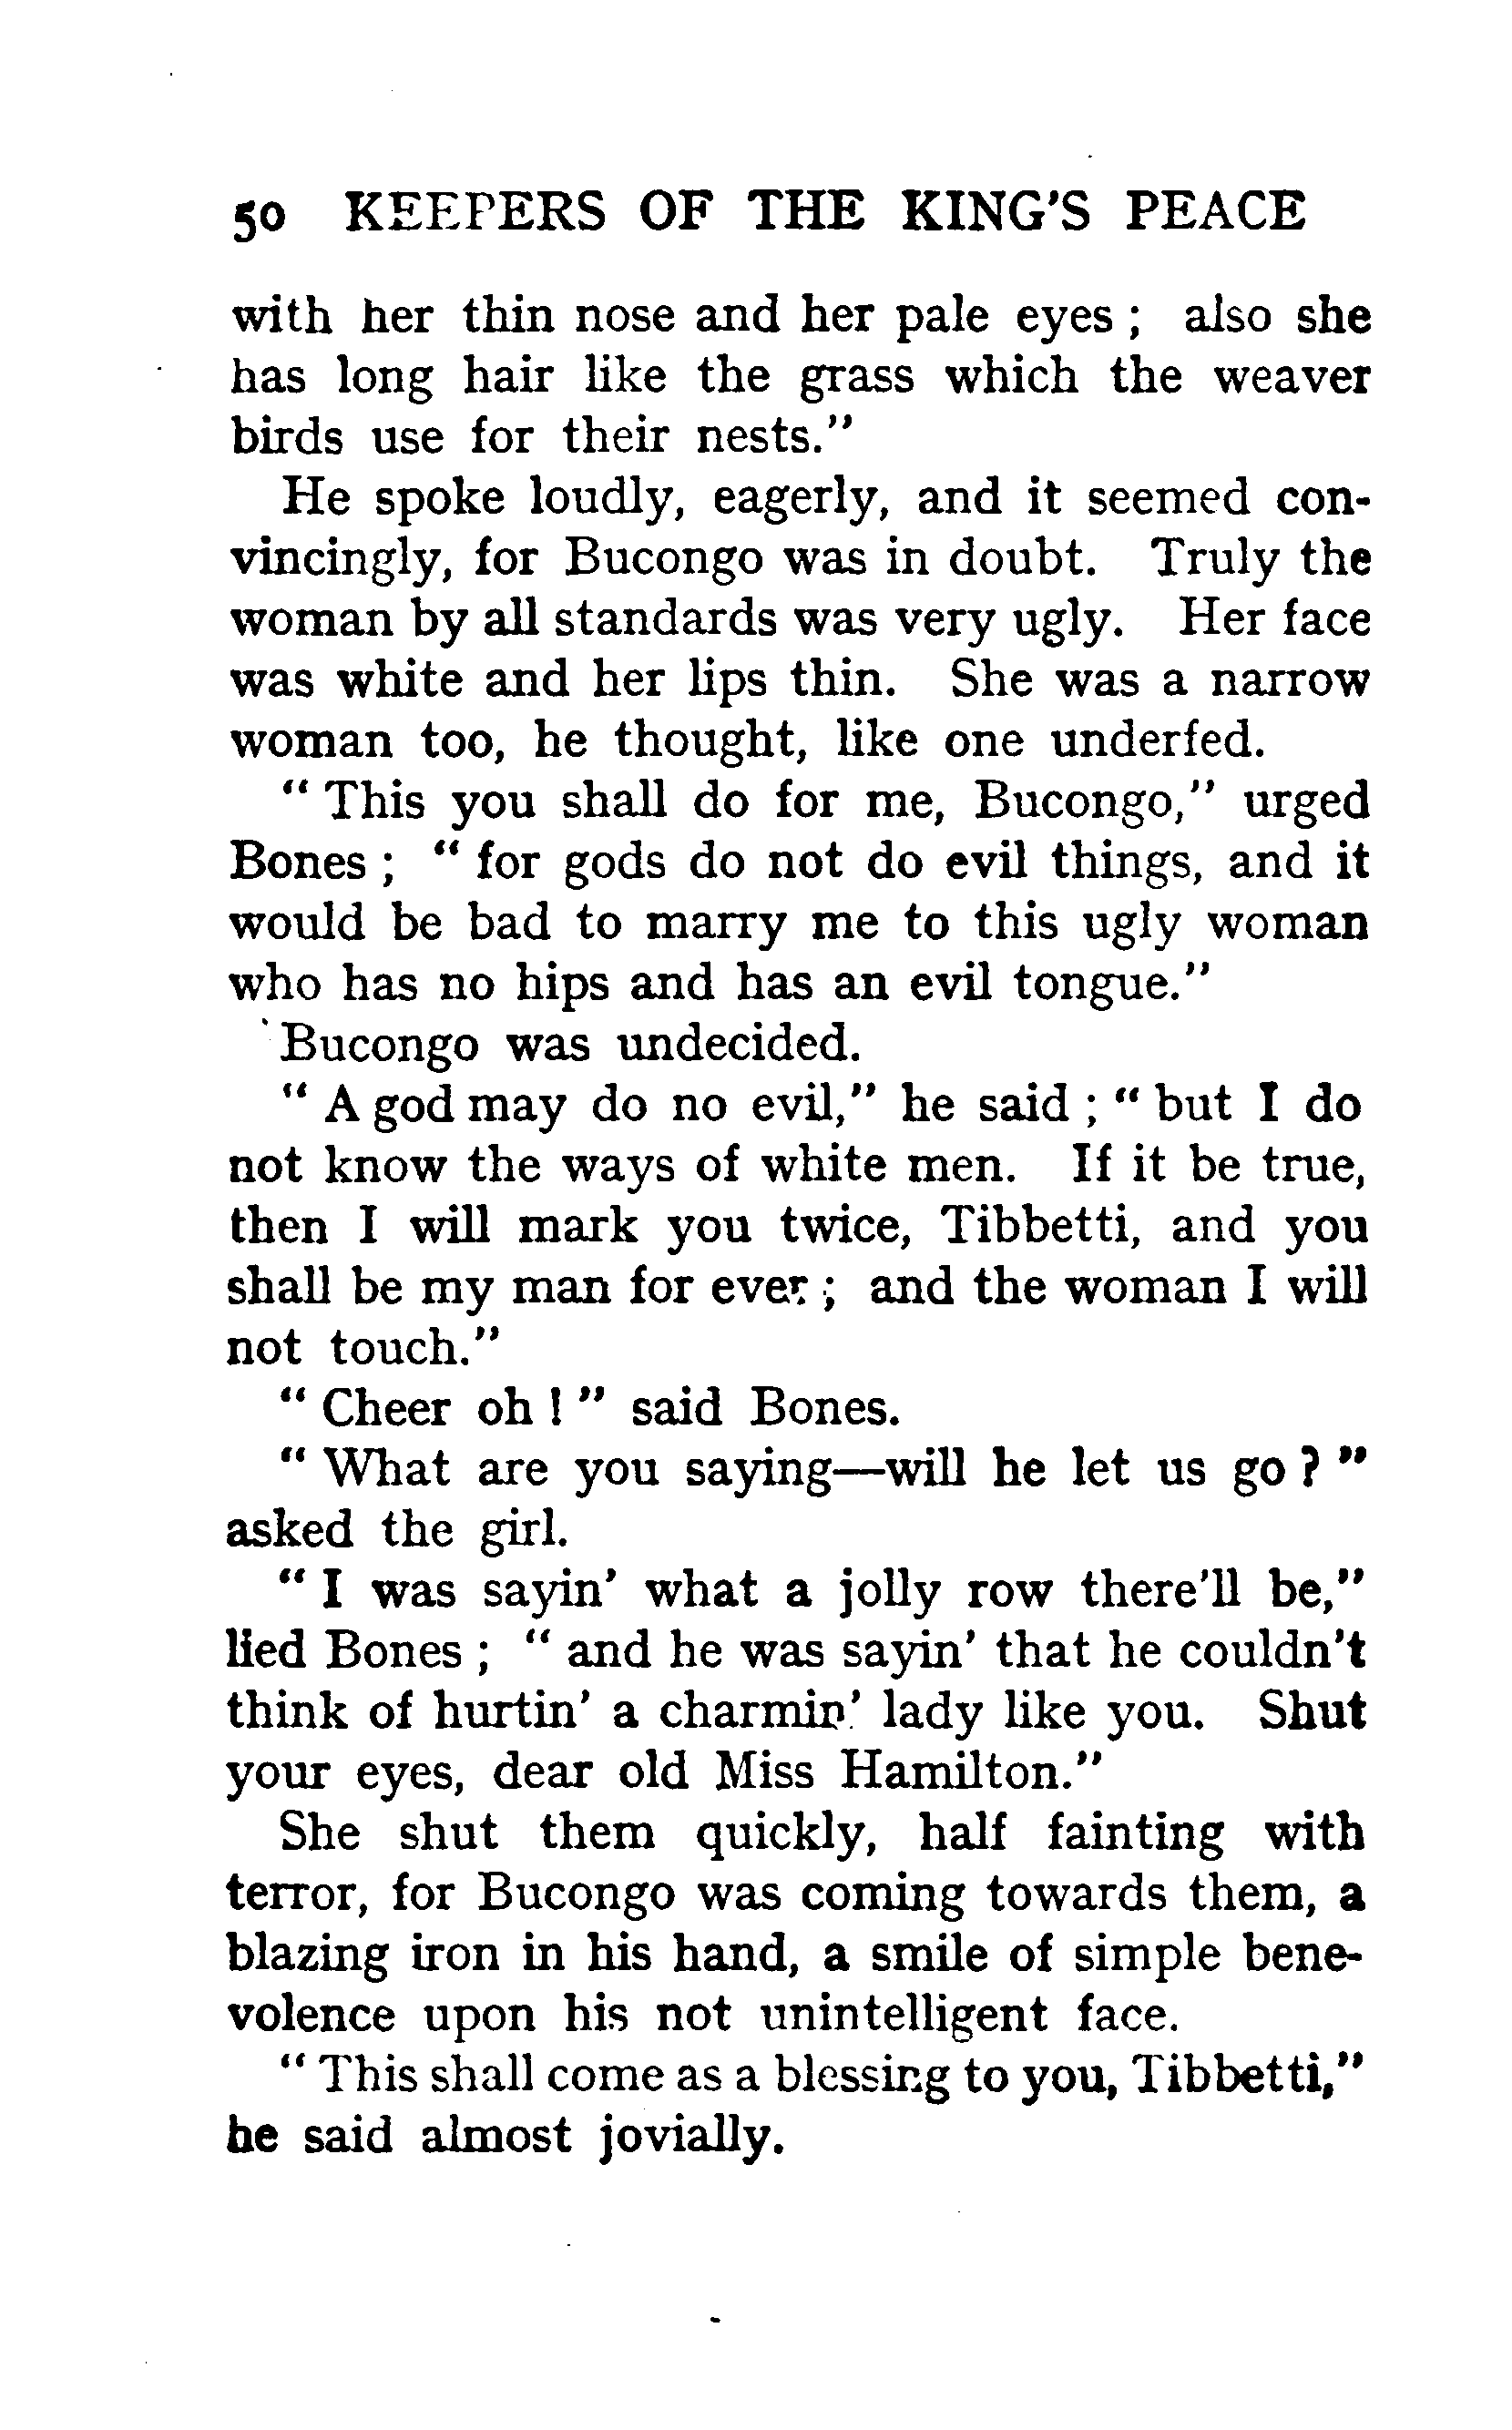 50 KEEPERS OF THE KING'S PEACE
with her thin nose and her pale eyes ; also she
has long hair like the grass which the weaver
birds use for their nests."
He spoke loudly, eagerly, and it seemed con-
vincingly, for Bucongo was in doubt. Truly the
woman by all standards was very ugly. Her face
was white and her lips thin. She was a narrow
woman too, he thought, like one underfed.
" This you shall do for me, Bucongo," urged
Bones ; " for gods do not do evil things, and it
would be bad to marry me to this ugly woman
who has no hips and has an evil tongue."
Bucongo was undecided.
" A god may do no evil," he said ; " but I do
not know the ways of white men. If it be true,
then I will mark you twice, Tibbetti, and you
shall be my man for ever ; and the woman I will
not touch."
" Cheer oh ! " said Bones.
" What are you saying—will he let us go ? "
asked the girl.
" I was sayin' what a jolly row there'll be,"
lied Bones ; " and he was sayin' that he couldn't
think of hurtin' a charmin' lady like you. Shut
your eyes, dear old Miss Hamilton."
She shut them quickly, half fainting with
terror, for Bucongo was coming towards them, a
blazing iron in his hand, a smile of simple bene-
volence upon his not unintelligent face.
" This shall come as a blessing to you, Tibbetti,"
he said almost jovially.